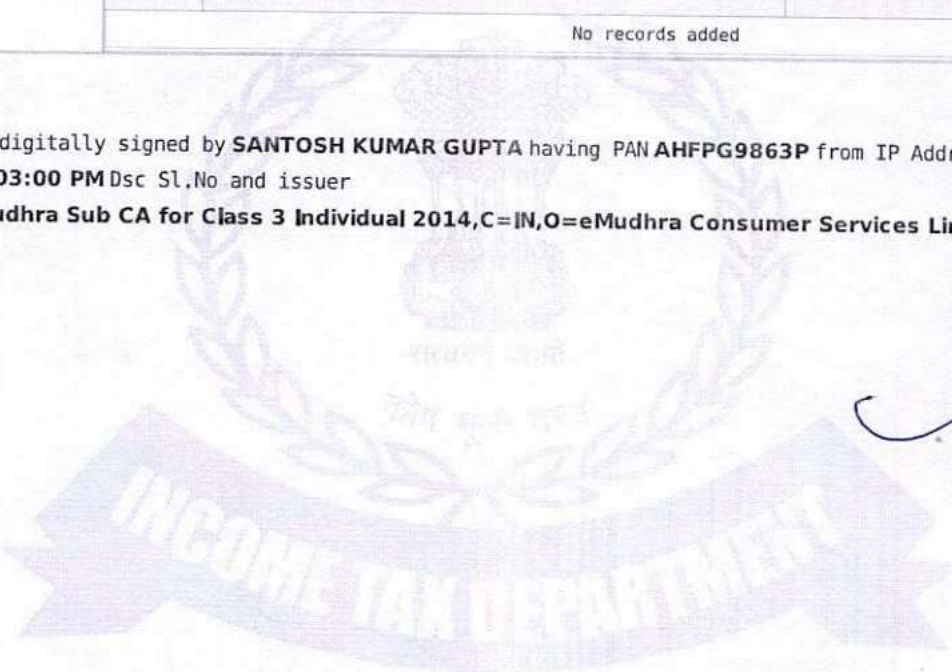 No records added
digitally signed by SANTOSH KUMAR GUPTA having PAN AHFPG9863P from IP Addr
03:00 PM Dsc Sl.No and issuer
udhra Sub CA for Class 3 Individual 2014,C=IN,O=eMudhra Consumer Services Lin
कोष मूलो दण्डः
INCOME TAX DEPARTMENT